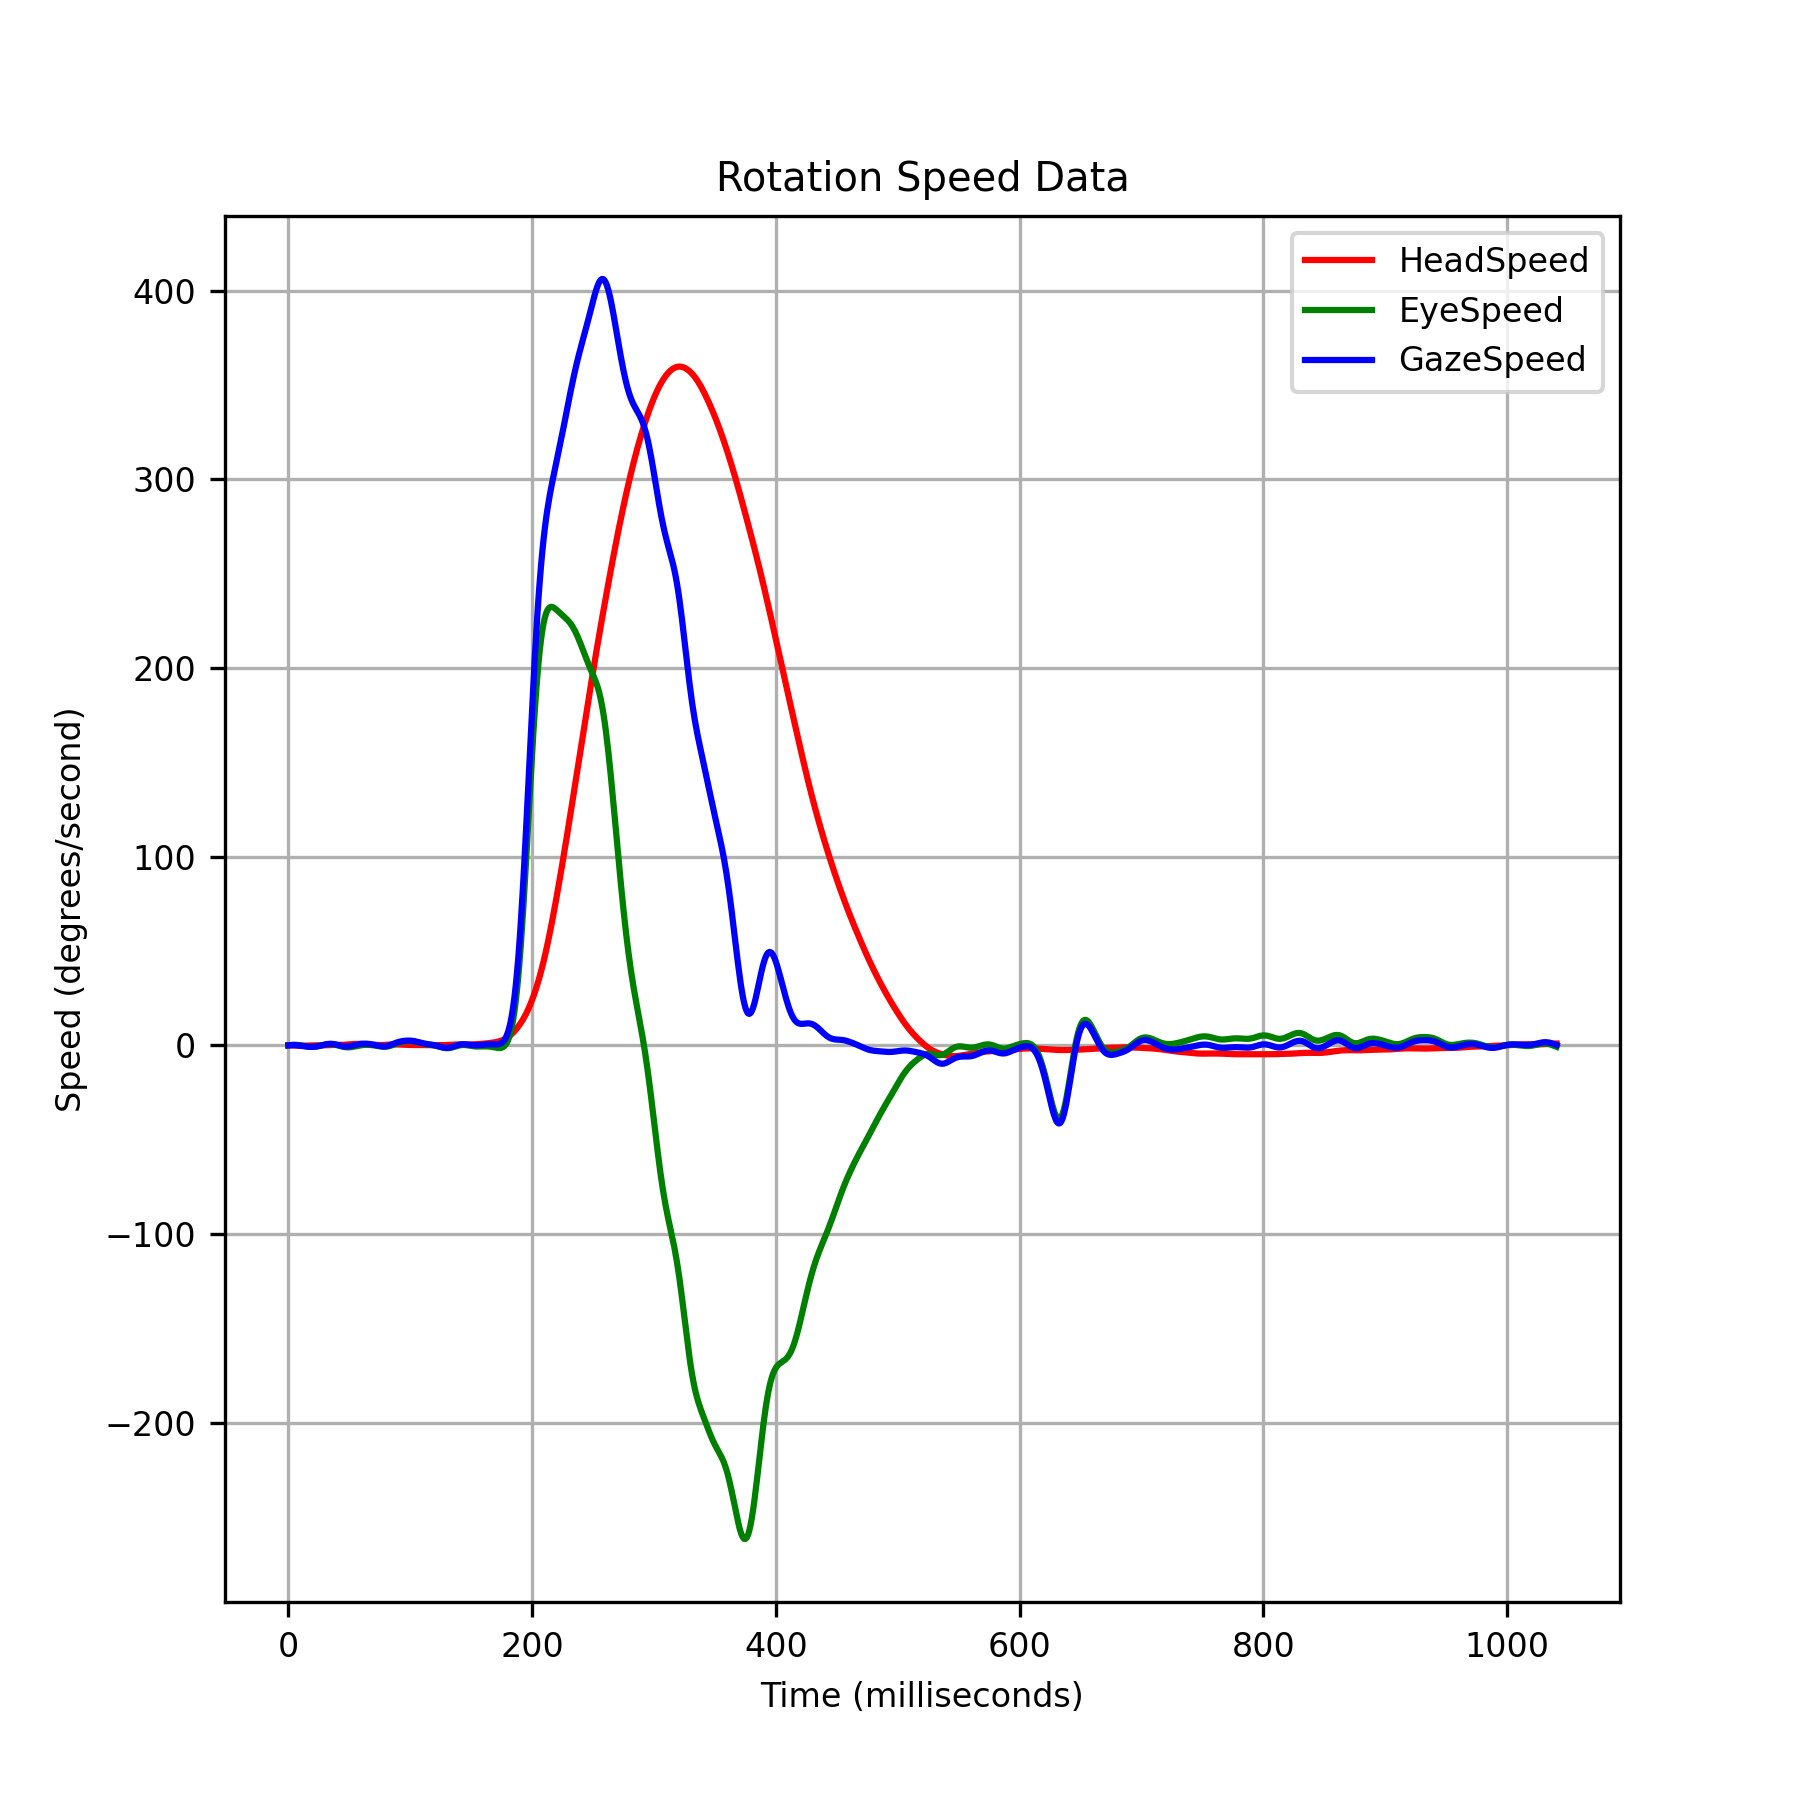 Rotation Speed Data
HeadSpeed
EyeSpeed
GazeSpeed
400
300
200
100
0
−100
−200
Speed (degrees/second)
0 200 400 600 800 1000
Time (milliseconds)